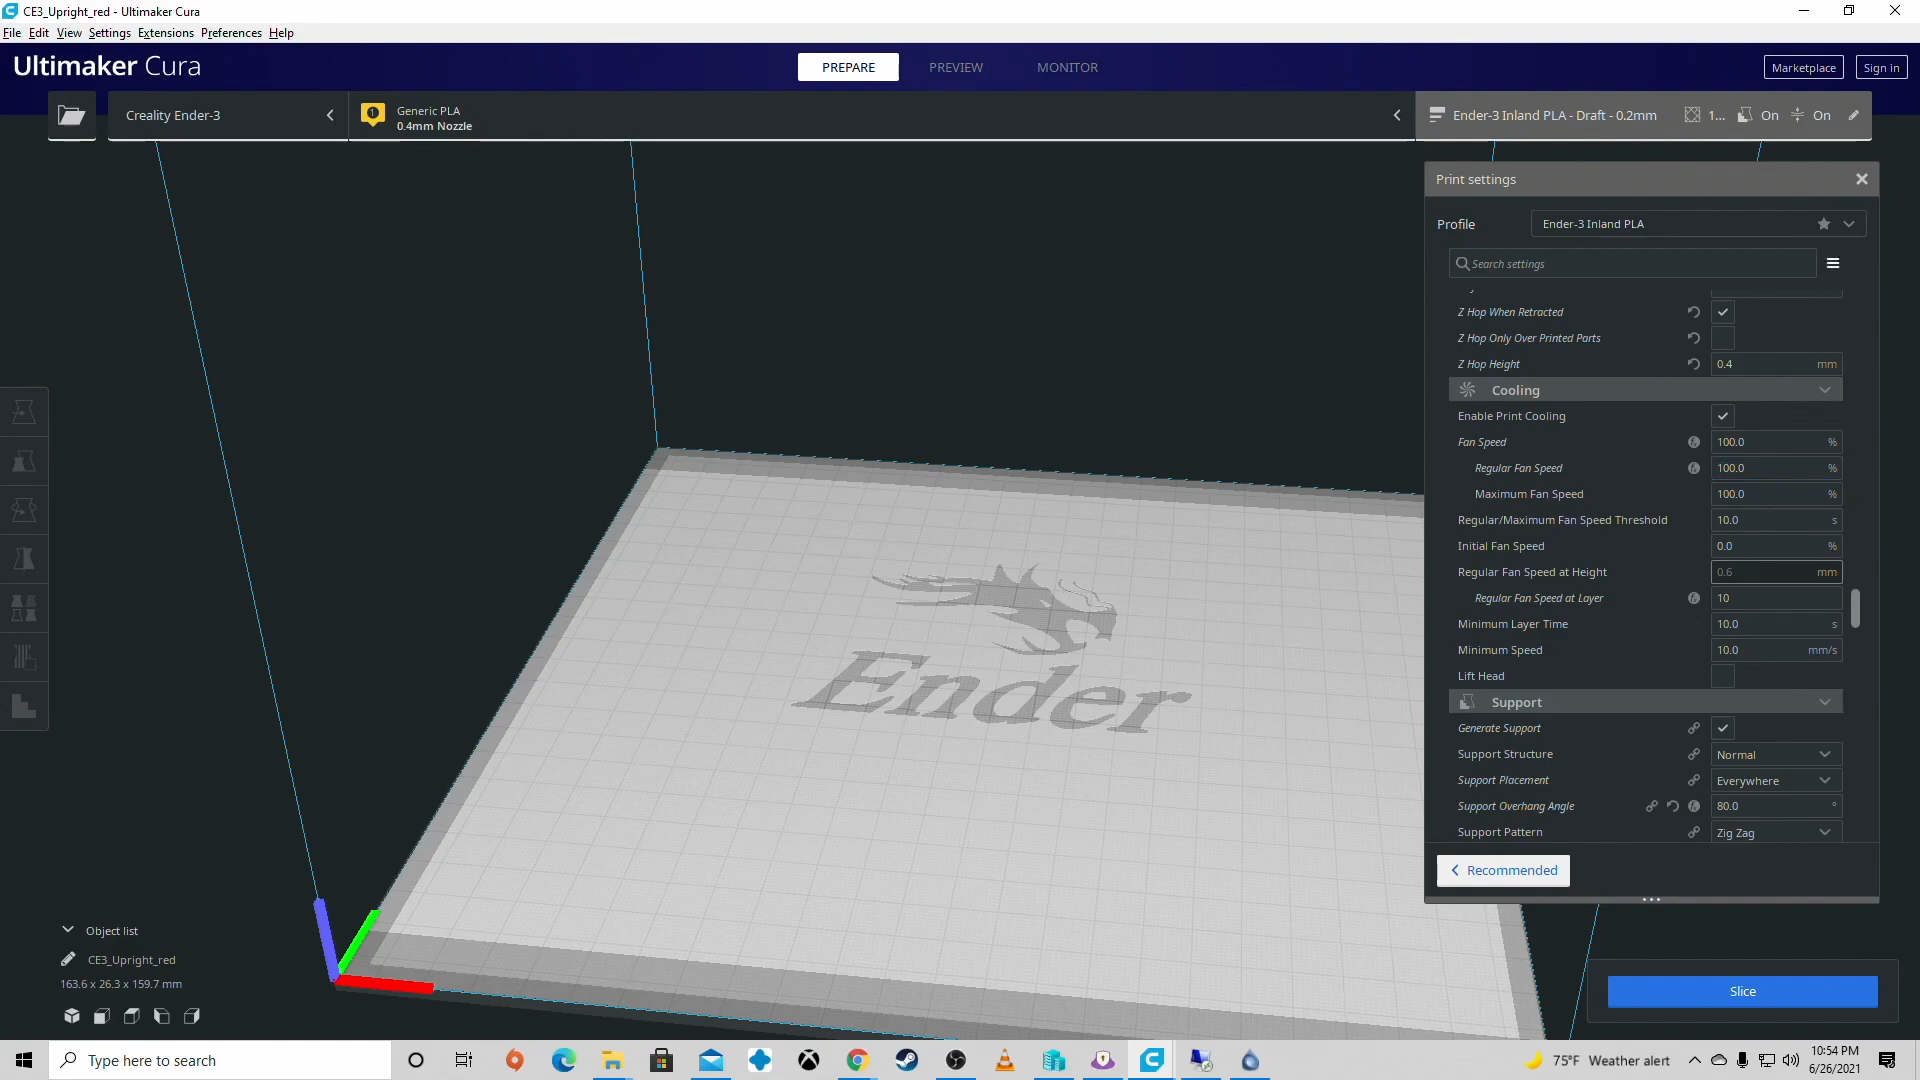 CE3_Upright_red - Ultimaker Cura
File Edit View Settings Extensions Preferences Help
Ultimaker Cura
PREPARE
PREVIEW
MONITOR
Marketplace
Sign in
Creality Ender-3
1
Generic PLA
0.4mm Nozzle
Ender-3 Inland PLA - Draft - 0.2mm
1...
On
On
Print settings
Profile
Ender-3 Inland PLA
Search settings
Z Hop When Retracted
Z Hop Only Over Printed Parts
Z Hop Height 0.4 mm
Cooling
Enable Print Cooling
Fan Speed 100.0 %
Regular Fan Speed 100.0 %
Maximum Fan Speed 100.0 %
Regular/Maximum Fan Speed Threshold 10.0 s
Initial Fan Speed 0.0 %
Regular Fan Speed at Height 0.6 mm
Regular Fan Speed at Layer 10
Minimum Layer Time 10.0 s
Minimum Speed 10.0 mm/s
Lift Head
Support
Generate Support
Support Structure Normal
Support Placement Everywhere
Support Overhang Angle 80.0 °
Support Pattern Zig Zag
Recommended
Ender
Object list
CE3_Upright_red
163.6 x 26.3 x 159.7 mm
Slice
Type here to search
75°F Weather alert
10:54 PM
6/26/2021